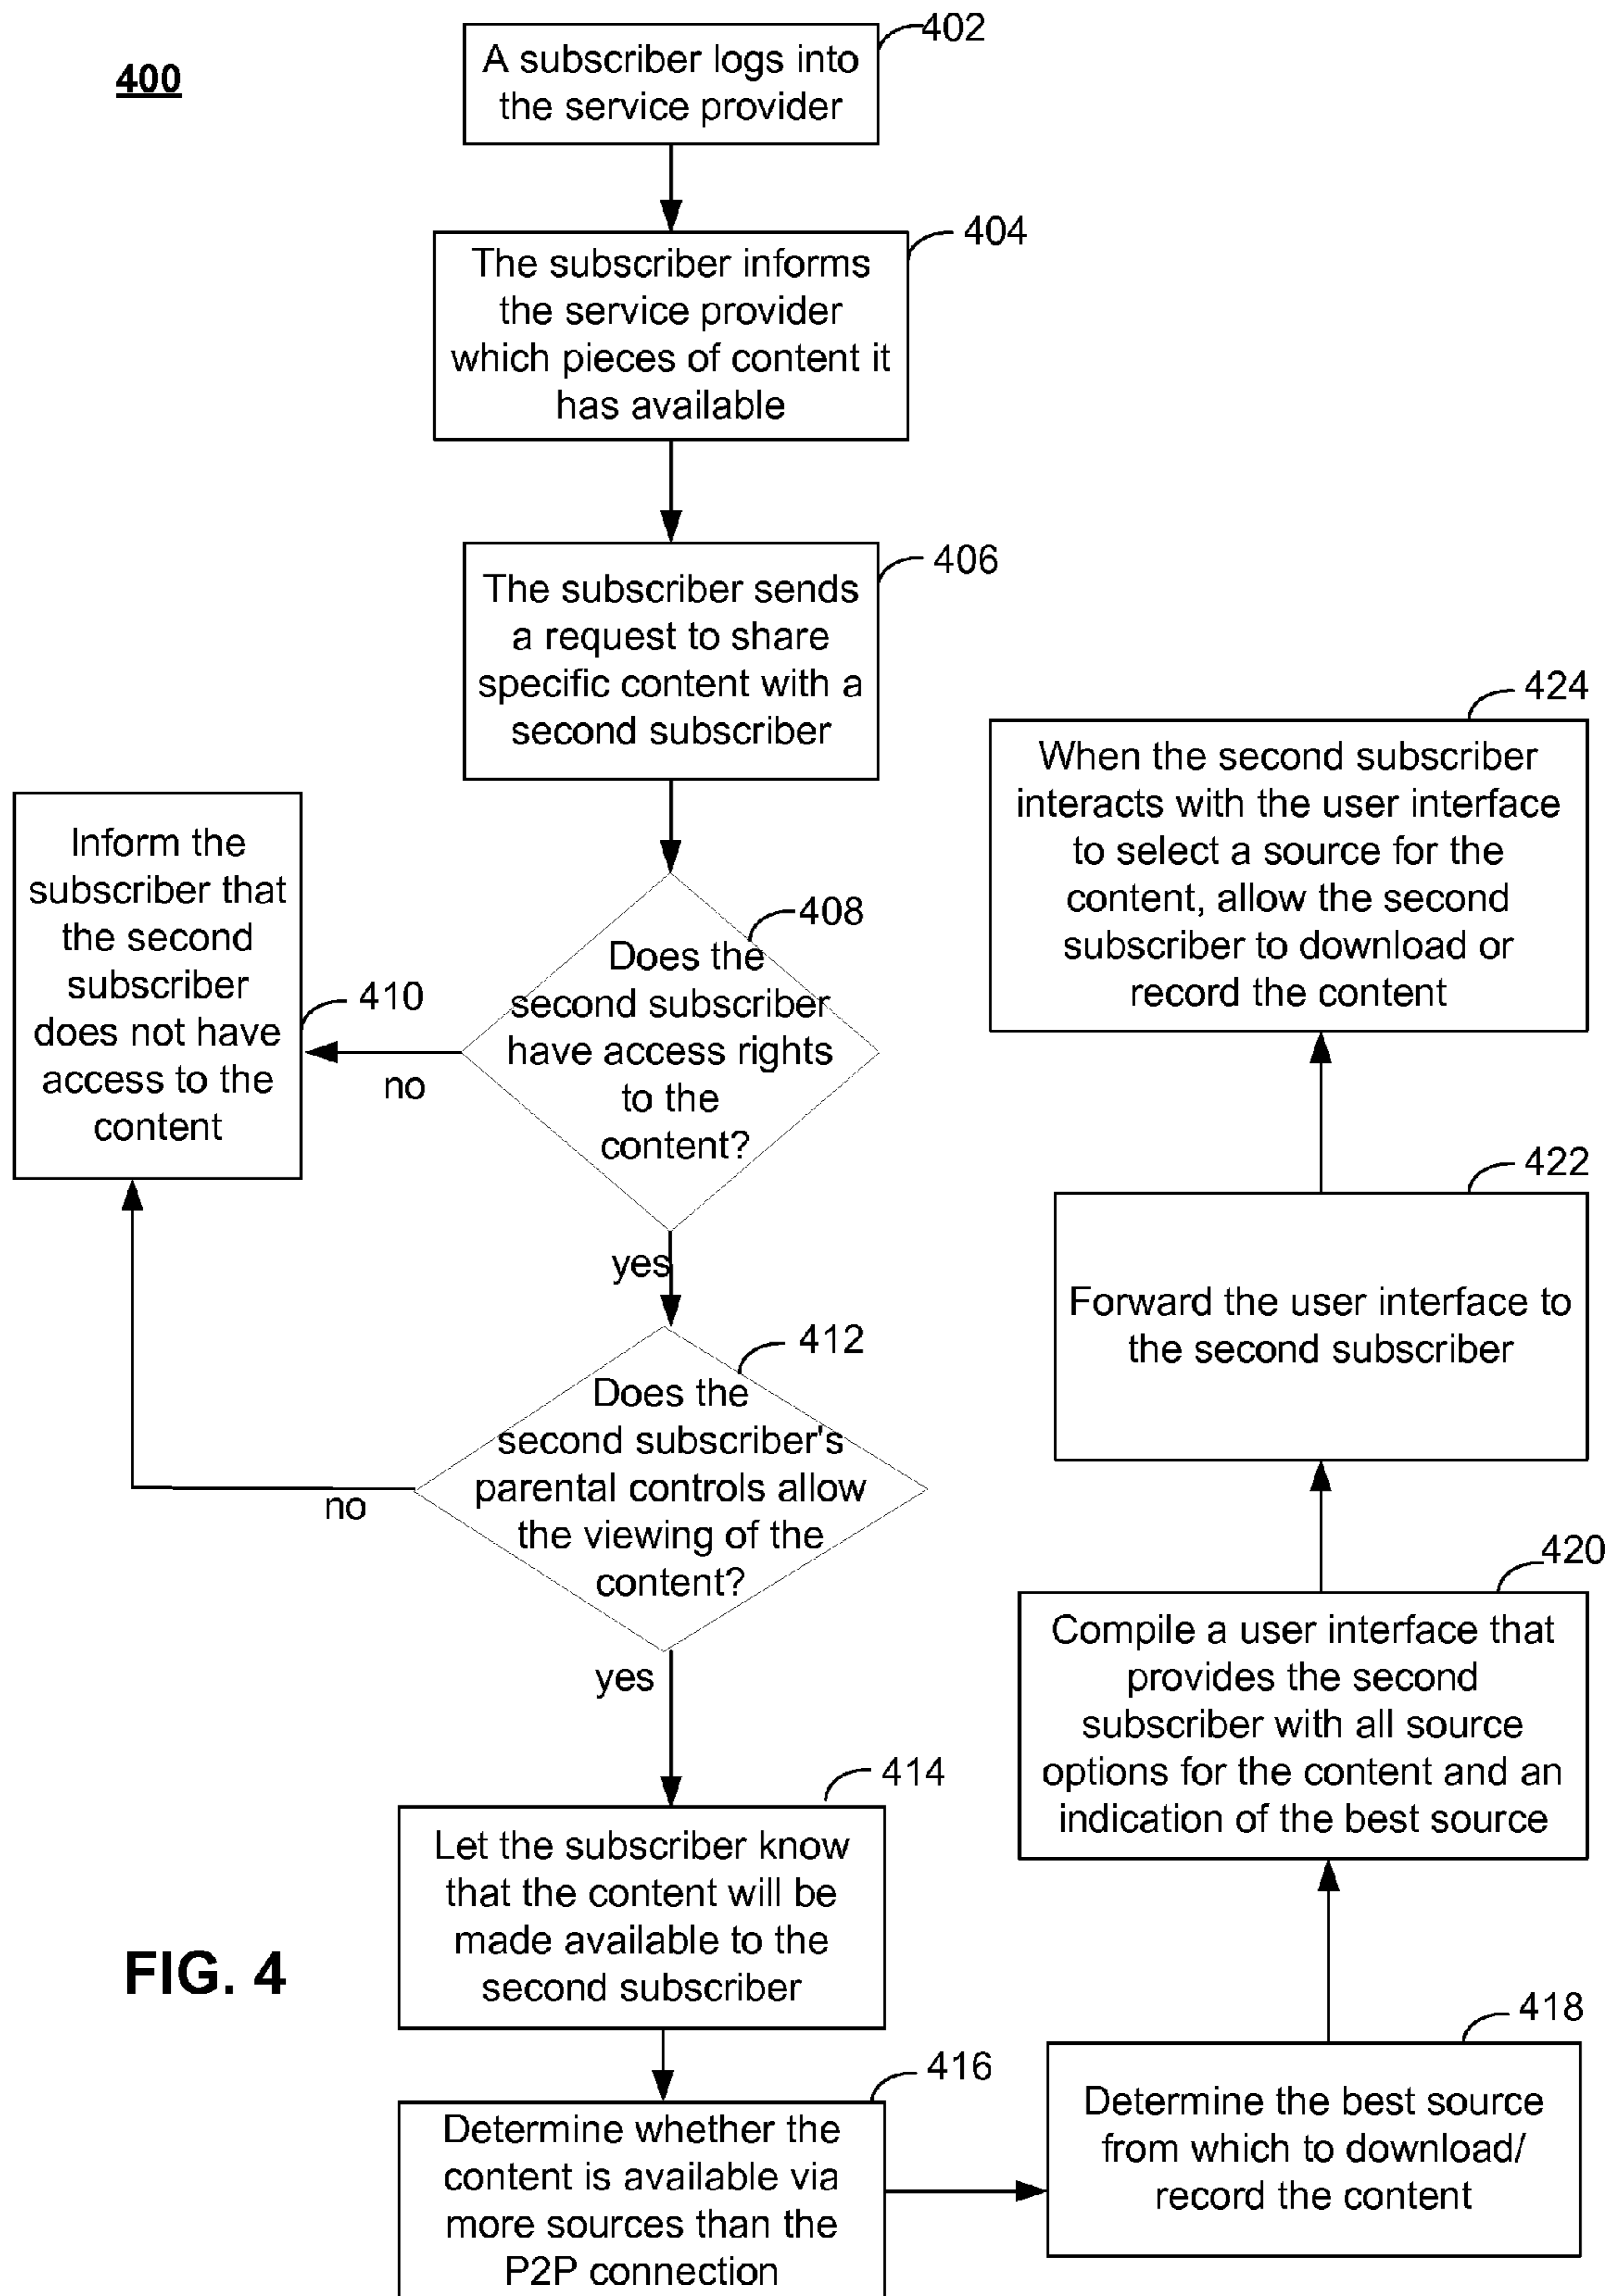 400
402
A subscriber logs into
the service provider
404
The subscriber informs
the service provider
which pieces of content it
has available
406
The subscriber sends
a request to share
specific content with a
second subscriber
408
Does the
second subscriber
have access rights
to the
content?
no
410
Inform the
subscriber that
the second
subscriber
does not have
access to the
content
yes
412
Does the
second subscriber's
parental controls allow
the viewing of the
content?
no
yes
414
Let the subscriber know
that the content will be
made available to the
second subscriber
416
Determine whether the
content is available via
more sources than the
P2P connection
418
Determine the best source
from which to download/
record the content
420
Compile a user interface that
provides the second
subscriber with all source
options for the content and an
indication of the best source
422
Forward the user interface to
the second subscriber
424
When the second subscriber
interacts with the user interface
to select a source for the
content, allow the second
subscriber to download or
record the content
FIG. 4